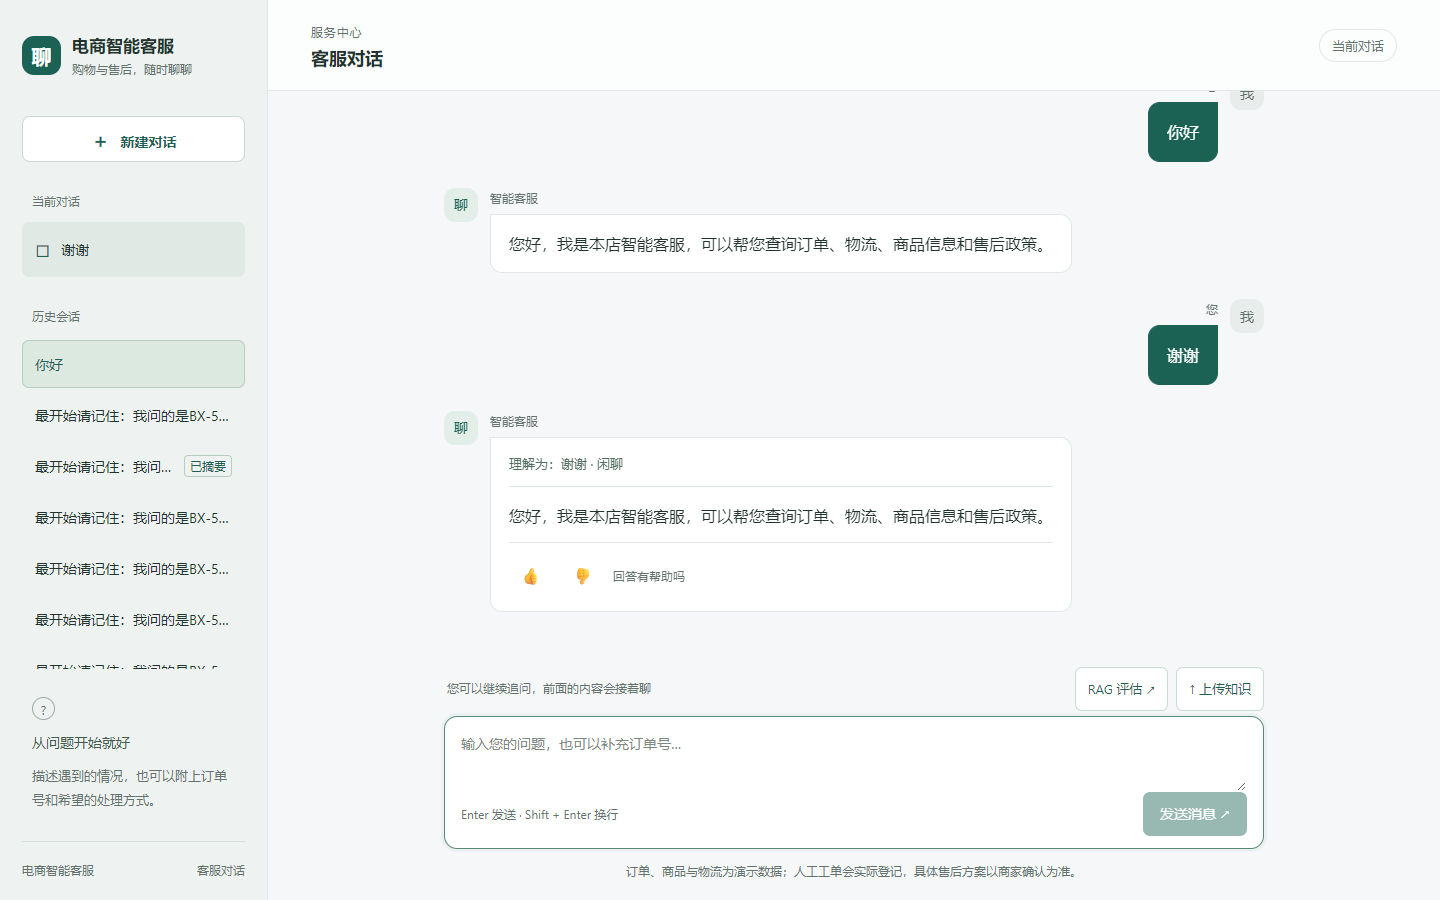 聊
电商智能客服
购物与售后，随时聊聊
+ 新建对话
当前对话
谢谢
历史会话
你好
最开始请记住：我问的是BX-5...
最开始请记住：我问... 已摘要
最开始请记住：我问的是BX-5...
最开始请记住：我问的是BX-5...
最开始请记住：我问的是BX-5...
最开始请记住：我问的是BX-5...
?
从问题开始就好
描述遇到的情况，也可以附上订单
号和希望的处理方式。
电商智能客服 客服对话
服务中心
客服对话
当前对话
我
你好
聊
智能客服
您好，我是本店智能客服，可以帮您查询订单、物流、商品信息和售后政策。
您
我
谢谢
聊
智能客服
理解为：谢谢 · 闲聊
您好，我是本店智能客服，可以帮您查询订单、物流、商品信息和售后政策。
👍 👎 回答有帮助吗
您可以继续追问，前面的内容会接着聊
RAG 评估 ↗
↑ 上传知识
输入您的问题，也可以补充订单号...
Enter 发送 · Shift + Enter 换行
发送消息 ↗
订单、商品与物流为演示数据；人工工单会实际登记，具体售后方案以商家确认为准。